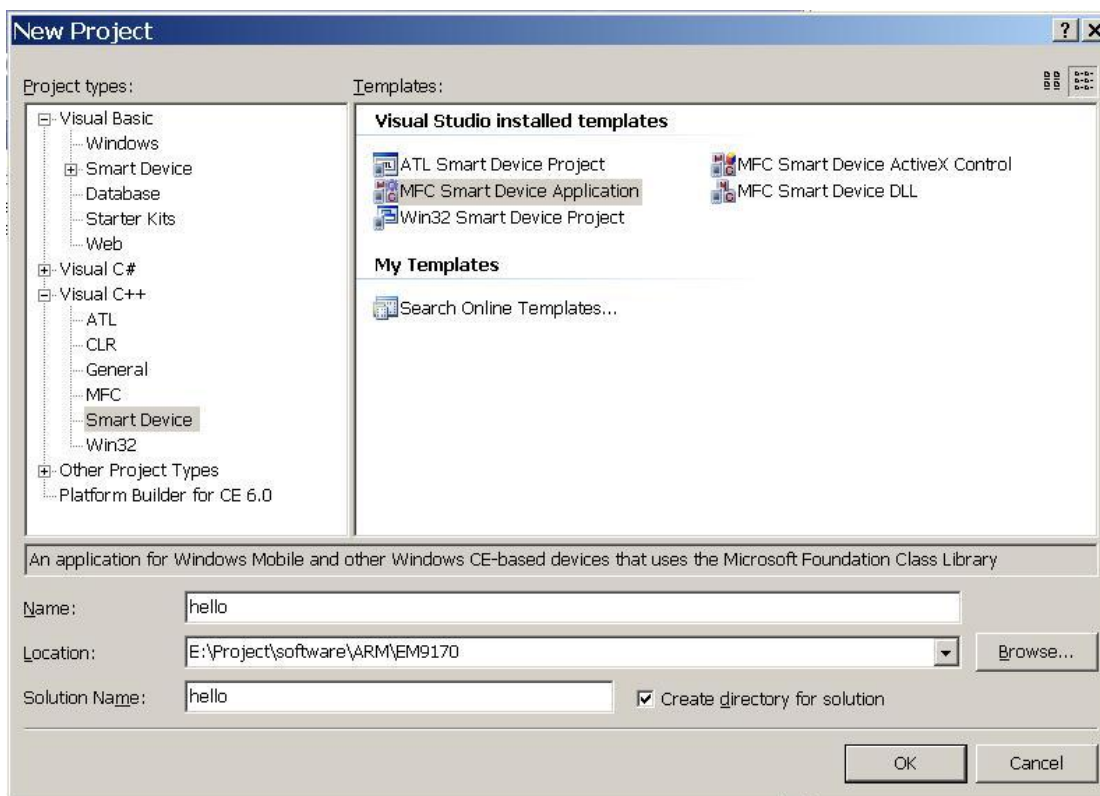 New Project
Project types:
Templates:
Visual Basic
Windows
Smart Device
Database
Starter Kits
Web
Visual C#
Visual C++
ATL
CLR
General
MFC
Smart Device
Win32
Other Project Types
Platform Builder for CE 6.0
Visual Studio installed templates
ATL Smart Device Project
MFC Smart Device ActiveX Control
MFC Smart Device Application
MFC Smart Device DLL
Win32 Smart Device Project
My Templates
Search Online Templates...
An application for Windows Mobile and other Windows CE-based devices that uses the Microsoft Foundation Class Library
Name: hello
Location: E:\Project\software\ARM\EM9170 Browse...
Solution Name: hello Create directory for solution
OK Cancel